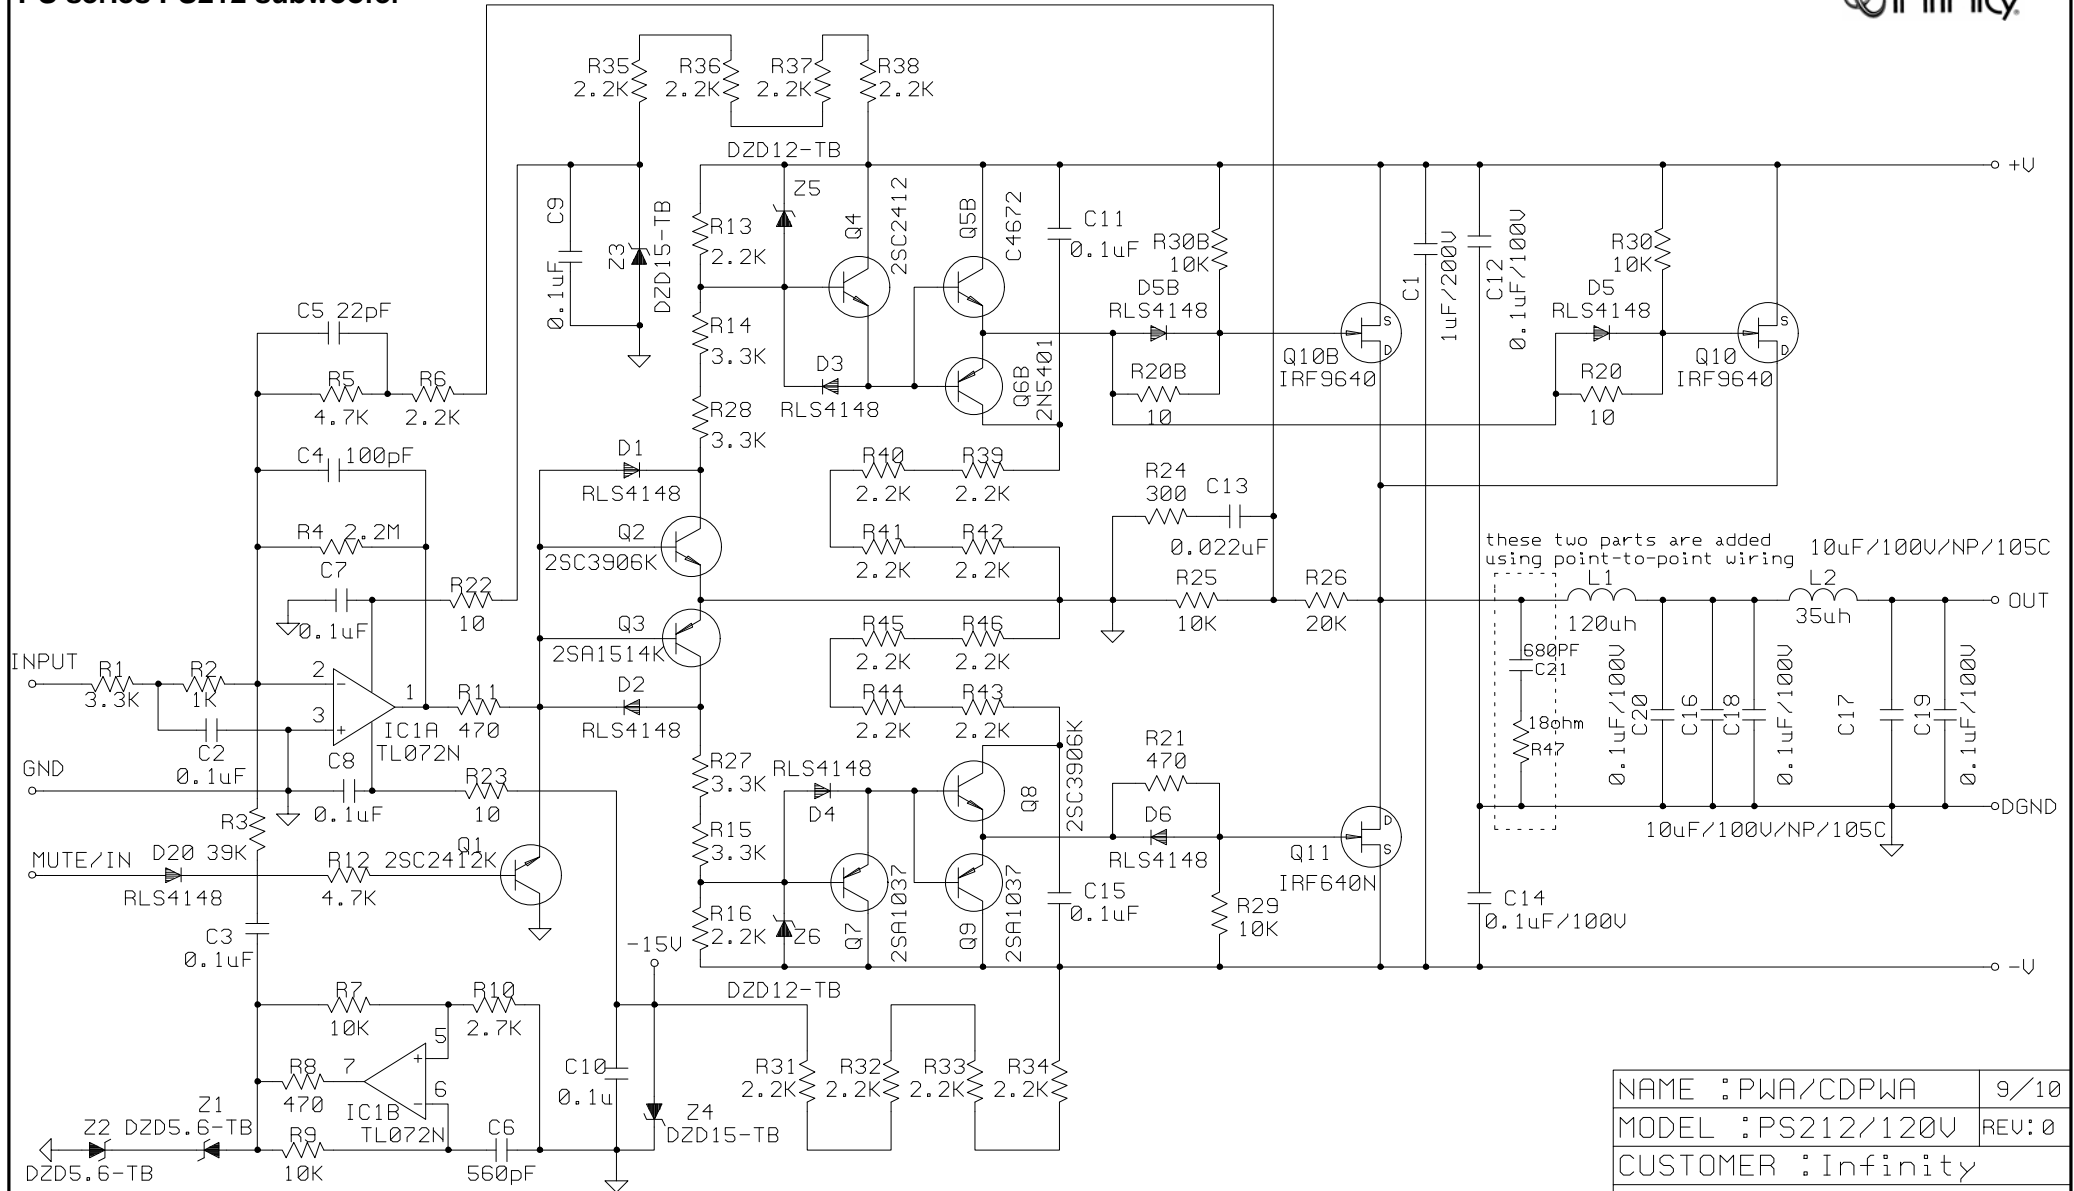 PS series PS212 subwoofer
Infinity
R35
2.2K
R36
2.2K
R37
2.2K
R38
2.2K
DZD12-TB
Z5
Q4
2SC2412
Q5B
C4672
C9
0.1uF
Z3
DZD15-TB
R13
2.2K
C11
0.1uF
R30B
10K
D5B
RLS4148
C1
1uF/200V
C12
0.1uF/100V
R30
10K
D5
RLS4148
+V
C5 22pF
R14
3.3K
D3
RLS4148
Q6B
2N5401
Q10B
IRF9640
S
D
R20B
10
R20
10
Q10
IRF9640
S
D
R5
4.7K
R6
2.2K
R28
3.3K
C4 100pF
D1
RLS4148
R40
2.2K
R39
2.2K
R24
300
C13
0.022uF
R4 2.2M
Q2
2SC3906K
R41
2.2K
R42
2.2K
these two parts are added
using point-to-point wiring
10uF/100V/NP/105C
C7
0.1uF
R22
10
R25
10K
R26
20K
L1
120uh
L2
35uh
OUT
Q3
2SA1514K
R45
2.2K
R46
2.2K
INPUT
R1
3.3K
R2
1K
2
-
3
+
1
IC1A
TL072N
R11
470
D2
RLS4148
R44
2.2K
R43
2.2K
680PF
C21
18ohm
R47
0.1uF/100V
C20
C16
C18
0.1uF/100V
C17
C19
0.1uF/100V
C2
0.1uF
GND
C8
0.1uF
R23
10
R27
3.3K
RLS4148
D4
Q8
2SC3906K
R21
470
D6
RLS4148
Q11
IRF640N
D
S
DGND
10uF/100V/NP/105C
R3
39K
MUTE/IN
D20
RLS4148
R12
4.7K
2SC2412K
Q1
R15
3.3K
R16
2.2K
Z6
Q7
2SA1037
Q9
2SA1037
C15
0.1uF
R29
10K
C14
0.1uF/100V
C3
0.1uF
-15V
DZD12-TB
-V
R7
10K
R10
2.7K
5
+
6
-
7
R8
470
IC1B
TL072N
C10
0.1u
R31
2.2K
R32
2.2K
R33
2.2K
R34
2.2K
Z1
DZD5.6-TB
Z2
DZD5.6-TB
R9
10K
C6
560pF
Z4
DZD15-TB
NAME :PWA/CDPWA 9/10
MODEL :PS212/120V REV:0
CUSTOMER :Infinity